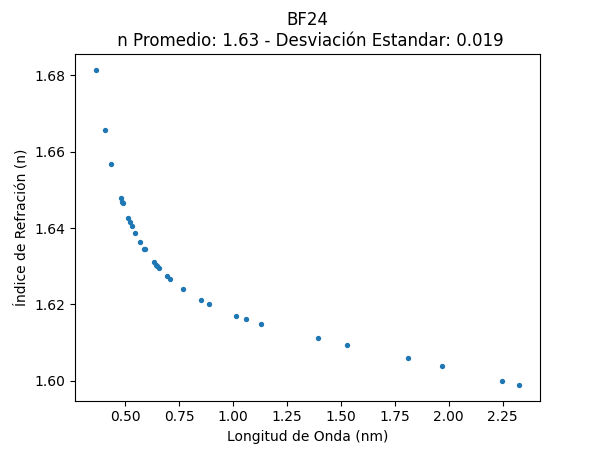 BF24
n Promedio: 1.63 - Desviación Estandar: 0.019
1.68
1.66
1.64
1.62
1.60
Índice de Refración (n)
0.50 0.75 1.00 1.25 1.50 1.75 2.00 2.25
Longitud de Onda (nm)